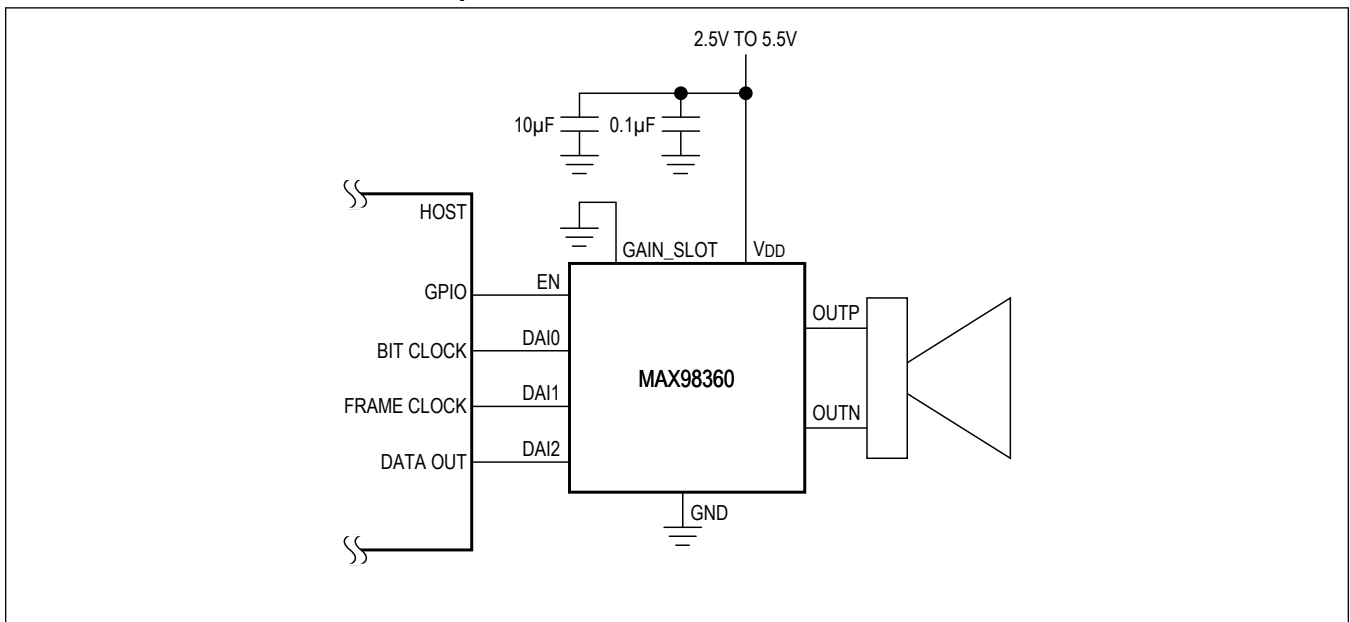 2.5V TO 5.5V
10µF
0.1µF
HOST
GAIN_SLOT
VDD
GPIO
EN
OUTP
BIT CLOCK
DAI0
MAX98360
FRAME CLOCK
DAI1
OUTN
DATA OUT
DAI2
GND